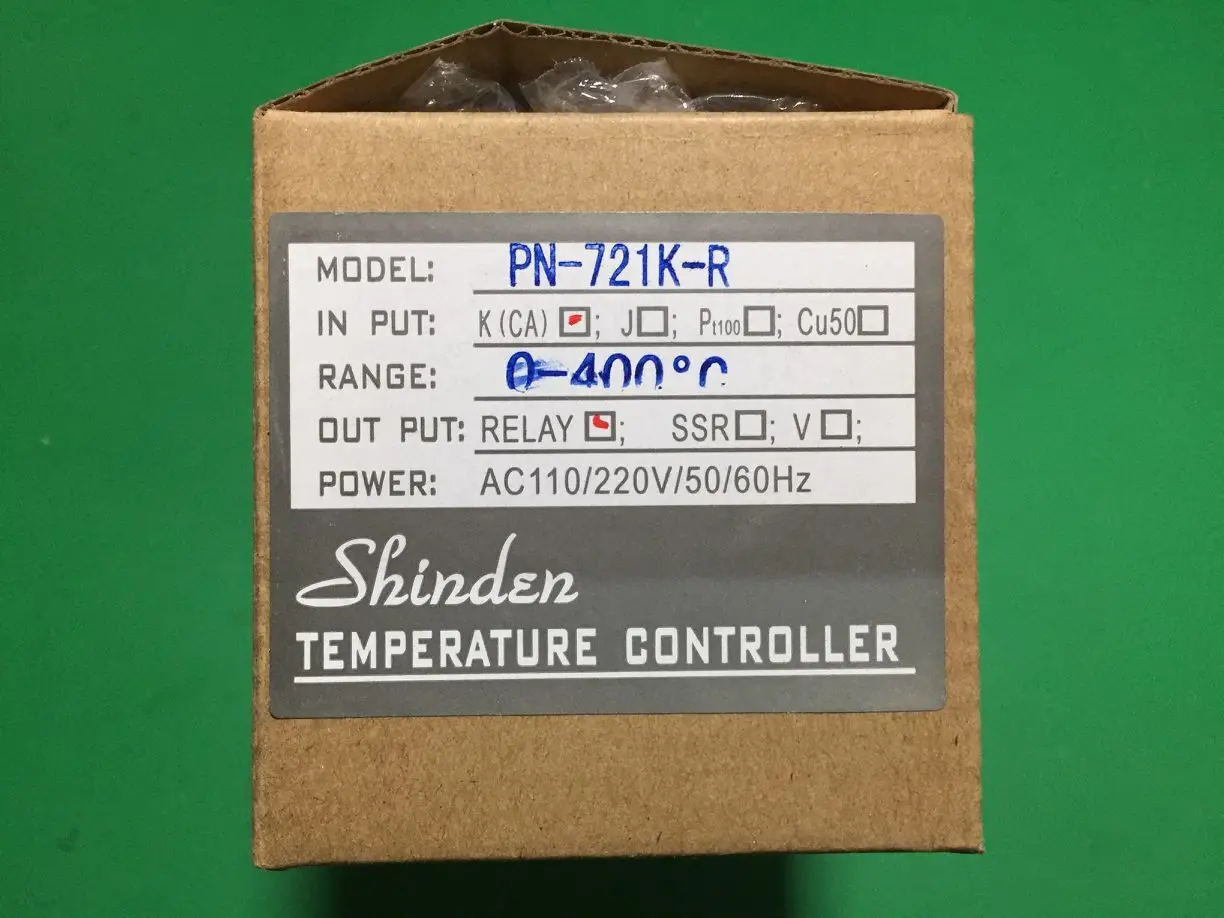 MODEL: PN-721K-R
IN PUT: K(CA) ☑; J☐; Pt100☐; Cu50☐
RANGE: 0-400°C
OUT PUT: RELAY ☑; SSR☐; V☐;
POWER: AC110/220V/50/60Hz
Shinden
TEMPERATURE CONTROLLER